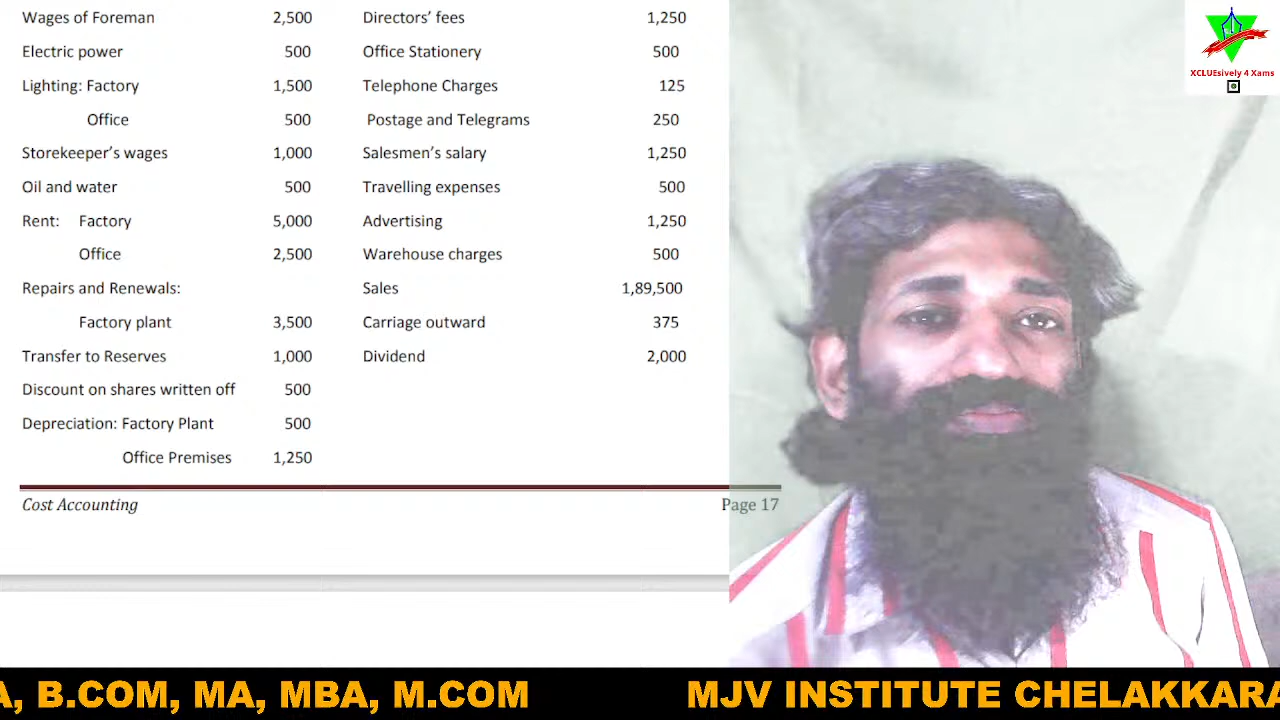 Wages of Foreman 2,500 Directors’ fees 1,250
Electric power 500 Office Stationery 500
Lighting: Factory 1,500 Telephone Charges 125
Office 500 Postage and Telegrams 250
Storekeeper’s wages 1,000 Salesmen’s salary 1,250
Oil and water 500 Travelling expenses 500
Rent: Factory 5,000 Advertising 1,250
Office 2,500 Warehouse charges 500
Repairs and Renewals: Sales 1,89,500
Factory plant 3,500 Carriage outward 375
Transfer to Reserves 1,000 Dividend 2,000
Discount on shares written off 500
Depreciation: Factory Plant 500
Office Premises 1,250
Cost Accounting Page 17
XCLUEsively 4 Xams
A, B.COM, MA, MBA, M.COM MJV INSTITUTE CHELAKKARA